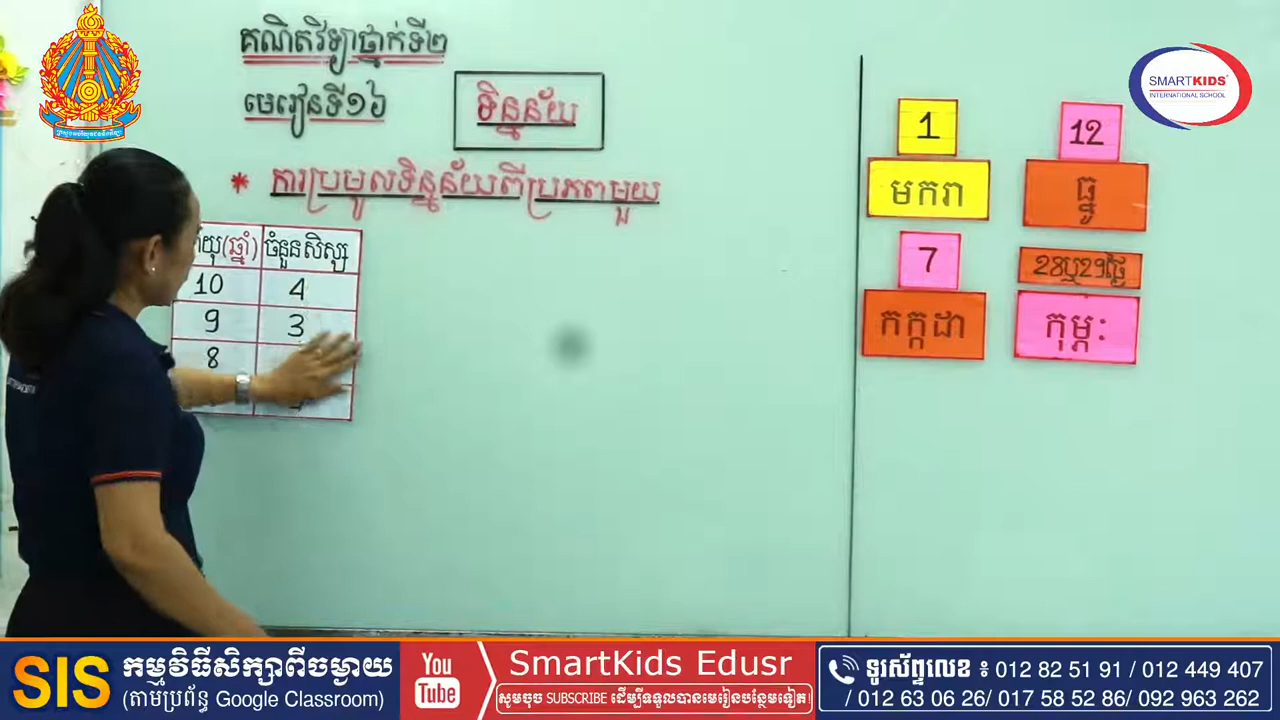 គណិតវិទ្យាថ្នាក់ទី២
មេរៀនទី១៦
ទិន្នន័យ
* ការប្រមូលទិន្នន័យពីប្រភពមួយ
(ឆ្នាំ) ចំនួនសិស្ស
10 4
9 3
8
1
មករា
12
ធ្នូ
7
កក្កដា
28ឬ29ថ្ងៃ
កុម្ភៈ
SMARTKIDS
INTERNATIONAL SCHOOL
SIS កម្មវិធីសិក្សាពីចម្ងាយ
(តាមប្រព័ន្ធ Google Classroom)
You Tube
SmartKids Edusr
សូមចុច SUBSCRIBE ដើម្បីទទួលបានមេរៀនបន្ថែមទៀត!
ទូរស័ព្ទលេខ ៖ 012 82 51 91 / 012 449 407
/ 012 63 06 26/ 017 58 52 86/ 092 963 262